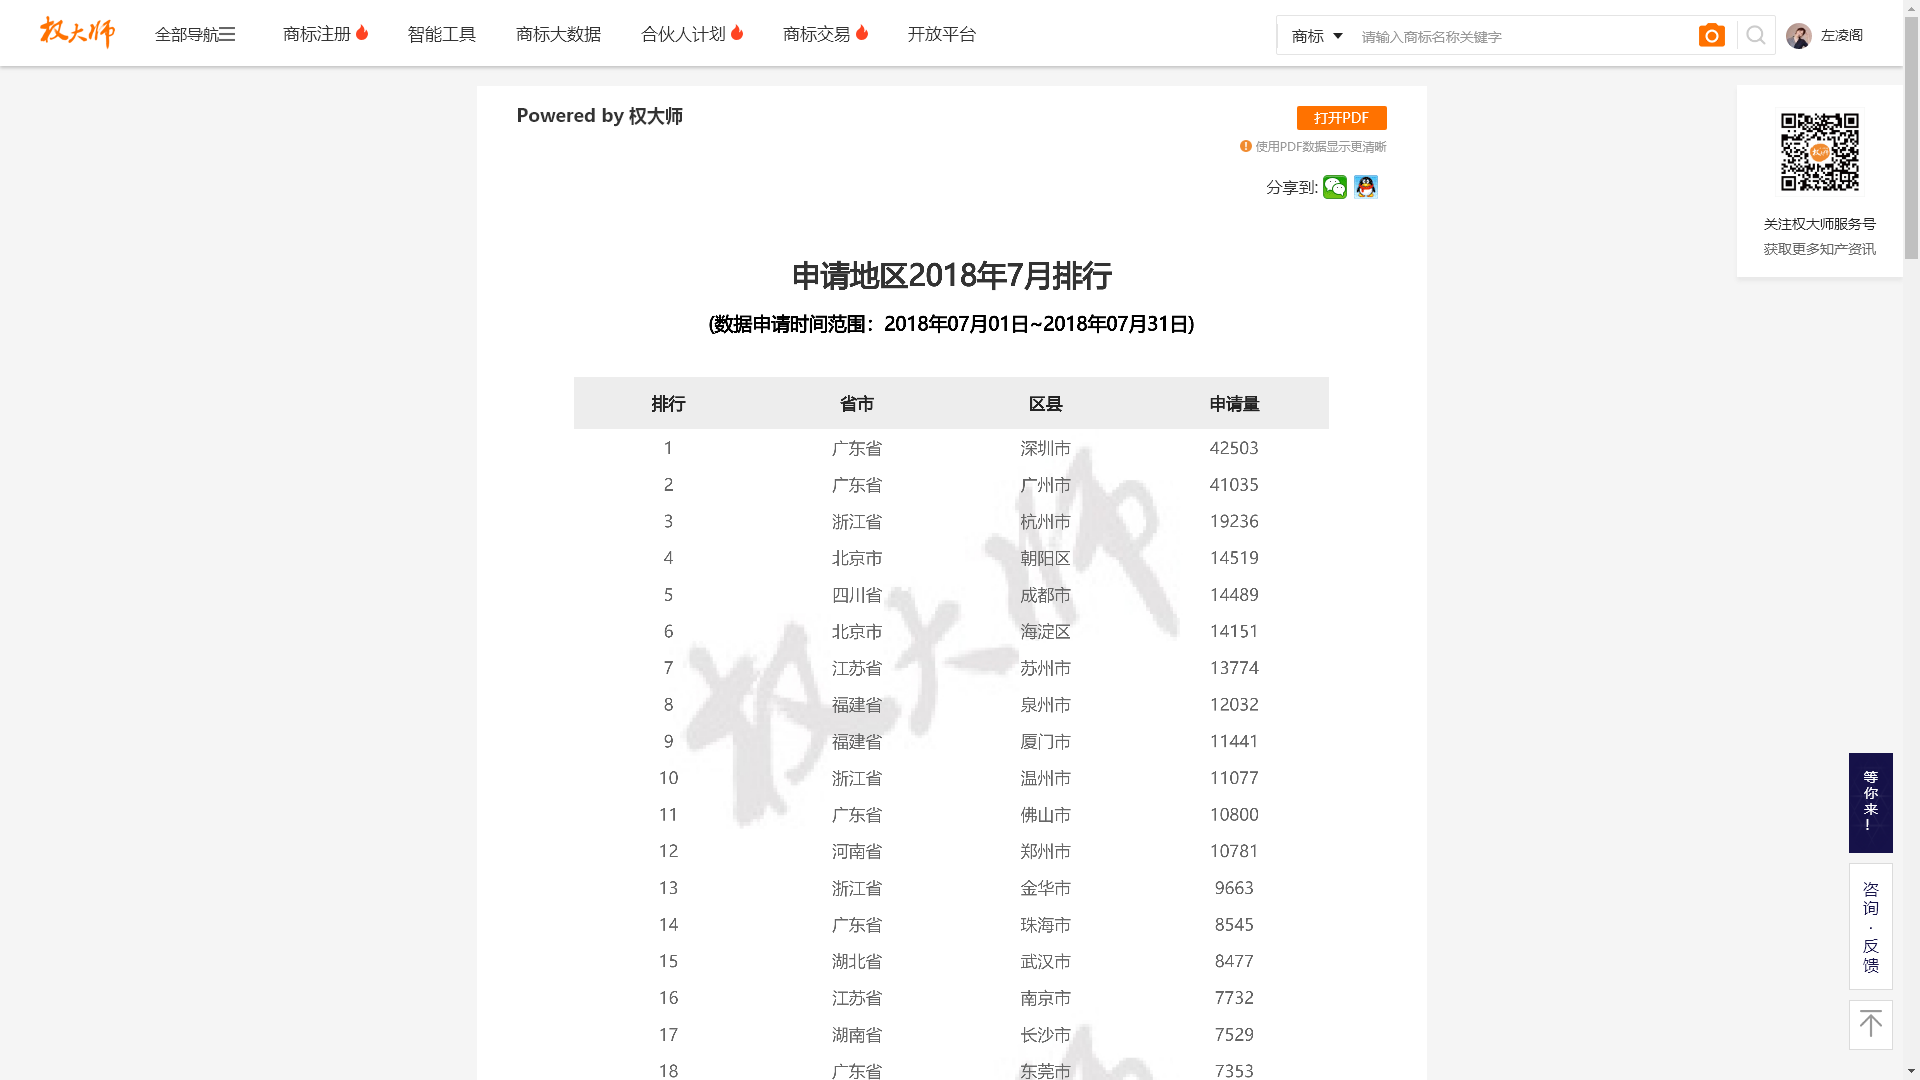 权大师 全部导航 商标注册 智能工具 商标大数据 合伙人计划 商标交易 开放平台 商标 请输入商标名称关键字 左凌阁
Powered by 权大师
打开PDF
使用PDF数据显示更清晰
分享到:
关注权大师服务号
获取更多知产资讯
申请地区2018年7月排行
(数据申请时间范围：2018年07月01日~2018年07月31日)
排行 省市 区县 申请量
1 广东省 深圳市 42503
2 广东省 广州市 41035
3 浙江省 杭州市 19236
4 北京市 朝阳区 14519
5 四川省 成都市 14489
6 北京市 海淀区 14151
7 江苏省 苏州市 13774
8 福建省 泉州市 12032
9 福建省 厦门市 11441
10 浙江省 温州市 11077
11 广东省 佛山市 10800
12 河南省 郑州市 10781
13 浙江省 金华市 9663
14 广东省 珠海市 8545
15 湖北省 武汉市 8477
16 江苏省 南京市 7732
17 湖南省 长沙市 7529
18 广东省 东莞市 7353
权大师
等你来！
咨询·反馈